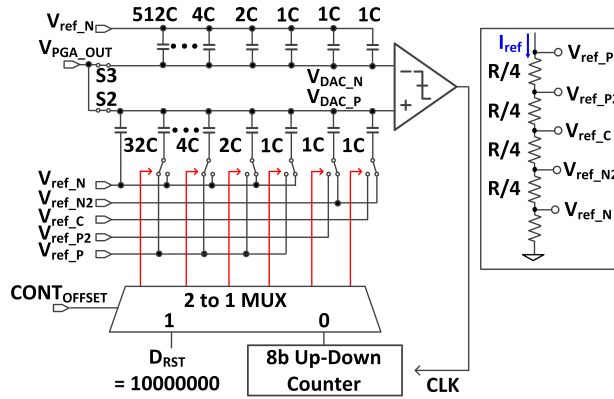 512C 4C 2C 1C 1C 1C
V_ref_N
V_PGA_OUT
S3
V_DAC_N
S2
V_DAC_P
32C 4C 2C 1C 1C 1C
V_ref_N
V_ref_N2
V_ref_C
V_ref_P2
V_ref_P
CONT_OFFSET
2 to 1 MUX
1 0
D_RST
= 10000000
8b Up-Down
Counter
CLK
I_ref
V_ref_P
R/4
V_ref_P2
R/4
V_ref_C
R/4
V_ref_N2
R/4
V_ref_N